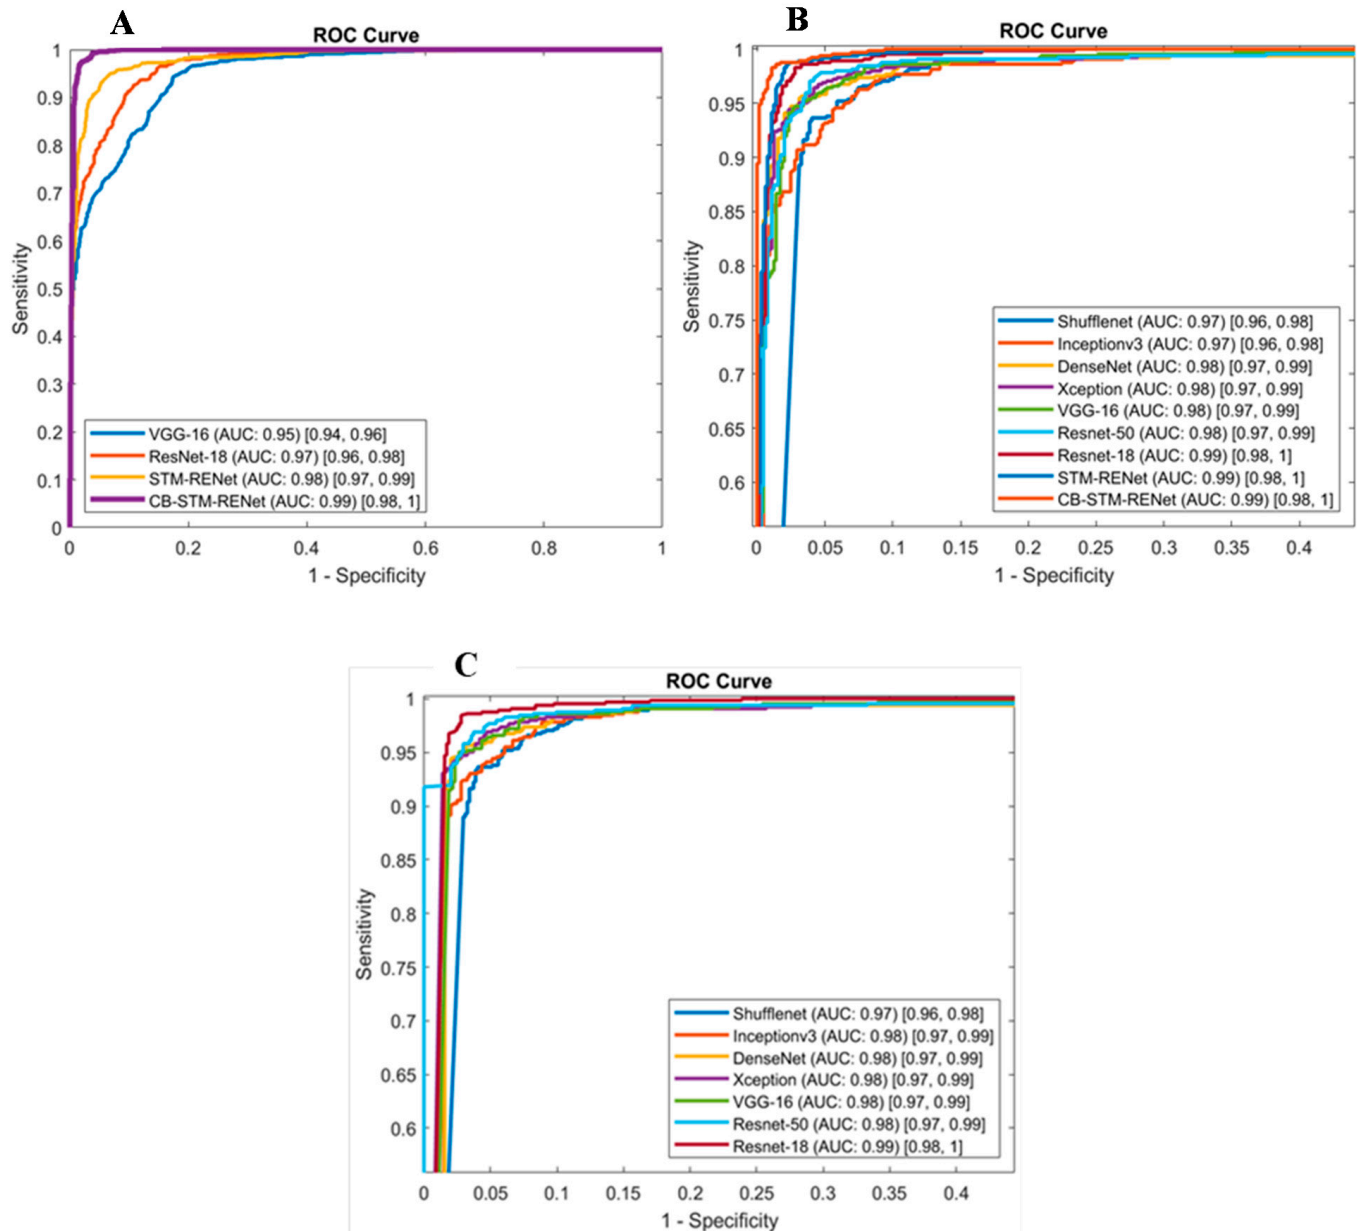 A
ROC Curve
1
0.9
0.8
0.7
0.6
0.5
0.4
0.3
0.2
0.1
0
Sensitivity
VGG-16 (AUC: 0.95) [0.94, 0.96]
ResNet-18 (AUC: 0.97) [0.96, 0.98]
STM-RENet (AUC: 0.98) [0.97, 0.99]
CB-STM-RENet (AUC: 0.99) [0.98, 1]
0 0.2 0.4 0.6 0.8 1
1 - Specificity
B
ROC Curve
1
0.95
0.9
0.85
0.8
0.75
0.7
0.65
0.6
Sensitivity
Shufflenet (AUC: 0.97) [0.96, 0.98]
Inceptionv3 (AUC: 0.97) [0.96, 0.98]
DenseNet (AUC: 0.98) [0.97, 0.99]
Xception (AUC: 0.98) [0.97, 0.99]
VGG-16 (AUC: 0.98) [0.97, 0.99]
Resnet-50 (AUC: 0.98) [0.97, 0.99]
Resnet-18 (AUC: 0.99) [0.98, 1]
STM-RENet (AUC: 0.99) [0.98, 1]
CB-STM-RENet (AUC: 0.99) [0.98, 1]
0 0.05 0.1 0.15 0.2 0.25 0.3 0.35 0.4
1 - Specificity
C
ROC Curve
1
0.95
0.9
0.85
0.8
0.75
0.7
0.65
0.6
Sensitivity
Shufflenet (AUC: 0.97) [0.96, 0.98]
Inceptionv3 (AUC: 0.98) [0.97, 0.99]
DenseNet (AUC: 0.98) [0.97, 0.99]
Xception (AUC: 0.98) [0.97, 0.99]
VGG-16 (AUC: 0.98) [0.97, 0.99]
Resnet-50 (AUC: 0.98) [0.97, 0.99]
Resnet-18 (AUC: 0.99) [0.98, 1]
0 0.05 0.1 0.15 0.2 0.25 0.3 0.35 0.4
1 - Specificity